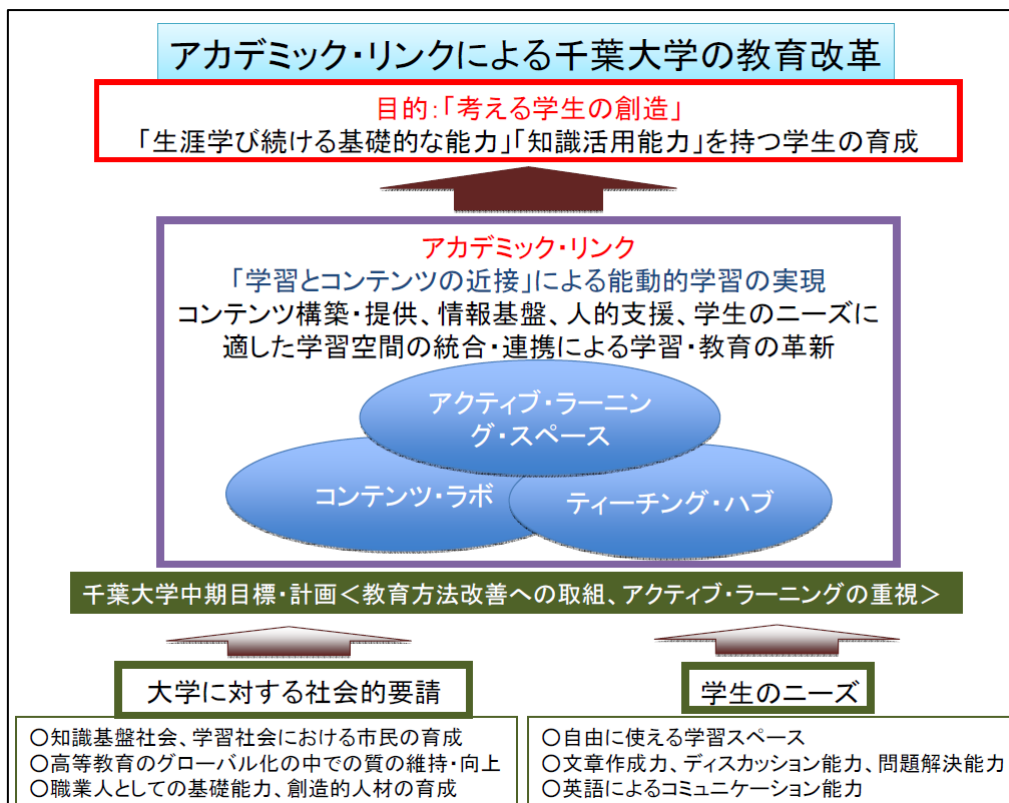 アカデミック・リンクによる千葉大学の教育改革
目的:「考える学生の創造」
「生涯学び続ける基礎的な能力」「知識活用能力」を持つ学生の育成
アカデミック・リンク
「学習とコンテンツの近接」による能動的学習の実現
コンテンツ構築・提供、情報基盤、人的支援、学生のニーズに
適した学習空間の統合・連携による学習・教育の革新
アクティブ・ラーニン
グ・スペース
コンテンツ・ラボ
ティーチング・ハブ
千葉大学中期目標・計画<教育方法改善への取組、アクティブ・ラーニングの重視>
大学に対する社会的要請
○知識基盤社会、学習社会における市民の育成
○高等教育のグローバル化の中での質の維持・向上
○職業人としての基礎能力、創造的人材の育成
学生のニーズ
○自由に使える学習スペース
○文章作成力、ディスカッション能力、問題解決能力
○英語によるコミュニケーション能力